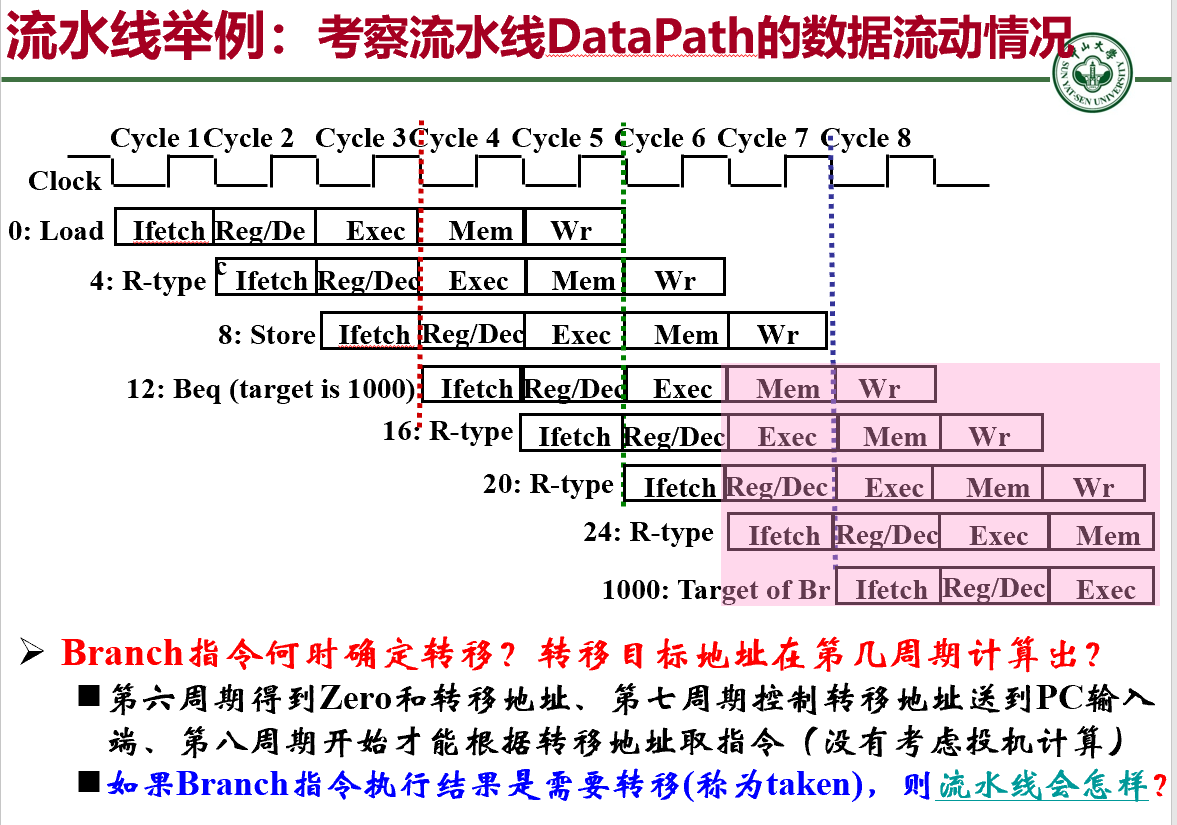 流水线举例：考察流水线DataPath的数据流动情况
中山大学
SUN YAT-SEN UNIVERSITY
Cycle 1 Cycle 2 Cycle 3 Cycle 4 Cycle 5 Cycle 6 Cycle 7 Cycle 8
Clock
0: Load Ifetch Reg/Dec Exec Mem Wr
4: R-type Ifetch Reg/Dec Exec Mem Wr
8: Store Ifetch Reg/Dec Exec Mem Wr
12: Beq (target is 1000) Ifetch Reg/Dec Exec Mem Wr
16: R-type Ifetch Reg/Dec Exec Mem Wr
20: R-type Ifetch Reg/Dec Exec Mem Wr
24: R-type Ifetch Reg/Dec Exec Mem
1000: Target of Br Ifetch Reg/Dec Exec
➢ Branch指令何时确定转移？转移目标地址在第几周期计算出？
■ 第六周期得到Zero和转移地址、第七周期控制转移地址送到PC输入
端、第八周期开始才能根据转移地址取指令（没有考虑投机计算）
■ 如果Branch指令执行结果是需要转移(称为taken)，则流水线会怎样？